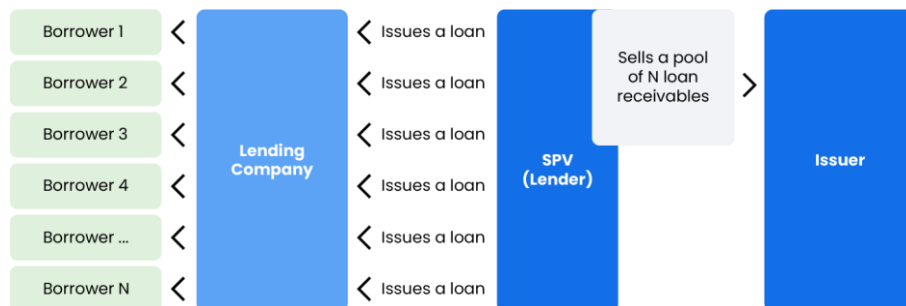 Borrower 1
Borrower 2
Borrower 3
Borrower 4
Borrower ...
Borrower N
Lending
Company
Issues a loan
Issues a loan
Issues a loan
Issues a loan
Issues a loan
Issues a loan
SPV
(Lender)
Sells a pool
of N loan
receivables
Issuer